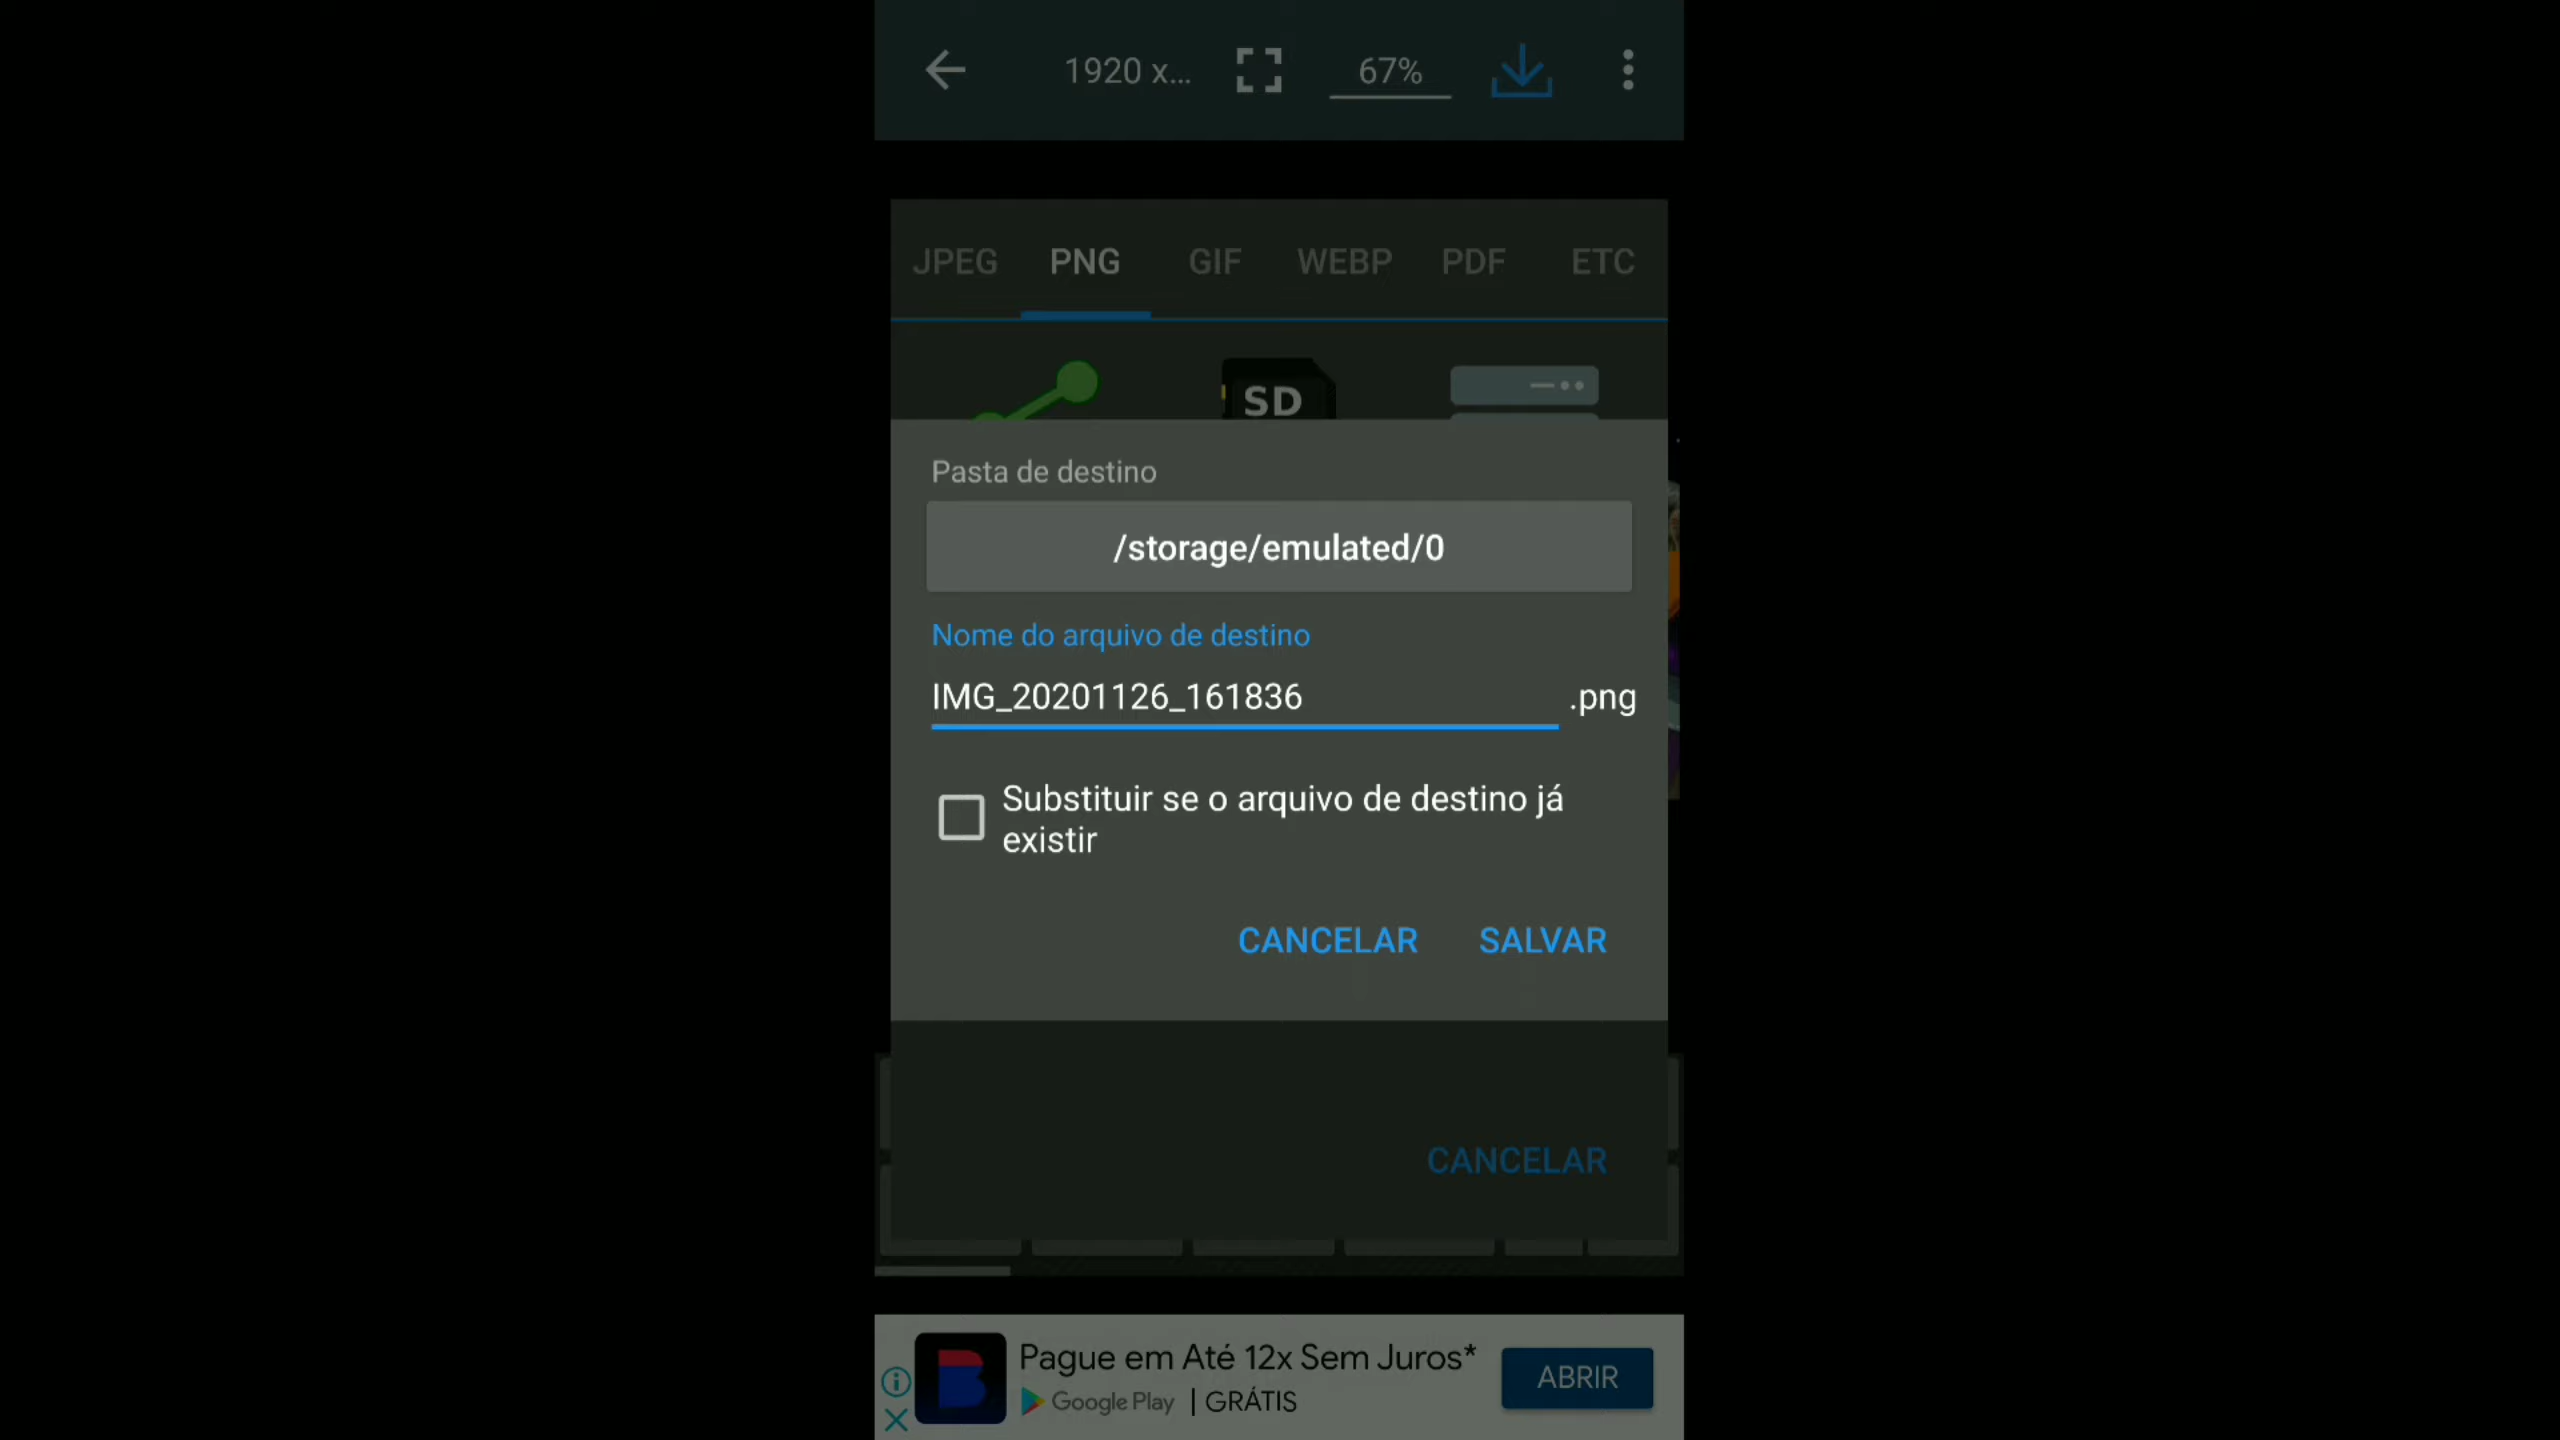 1920 x...
67%
JPEG PNG GIF WEBP PDF ETC
SD
Pasta de destino
/storage/emulated/0
Nome do arquivo de destino
IMG_20201126_161836 .png
Substituir se o arquivo de destino já
existir
CANCELAR SALVAR
CANCELAR
Pague em Até 12x Sem Juros*
Google Play | GRÁTIS
ABRIR